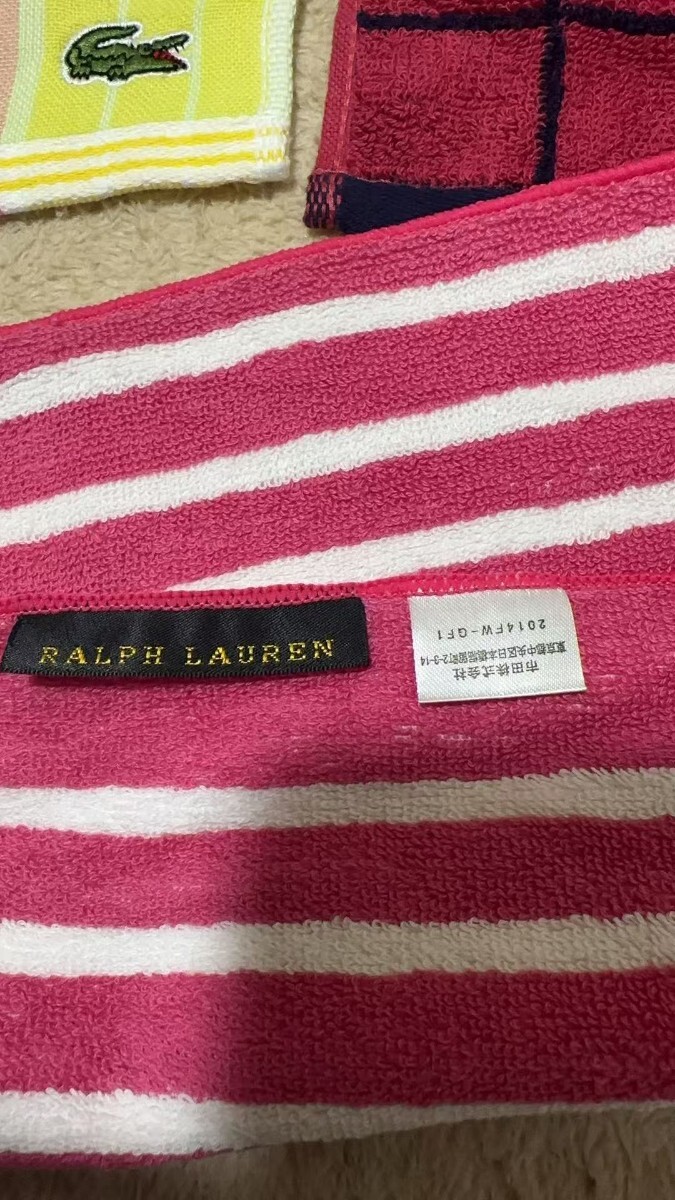 RALPH LAUREN
市田株式会社
東京都中央区日本橋堀留町2-3-14
2014FW-GF1